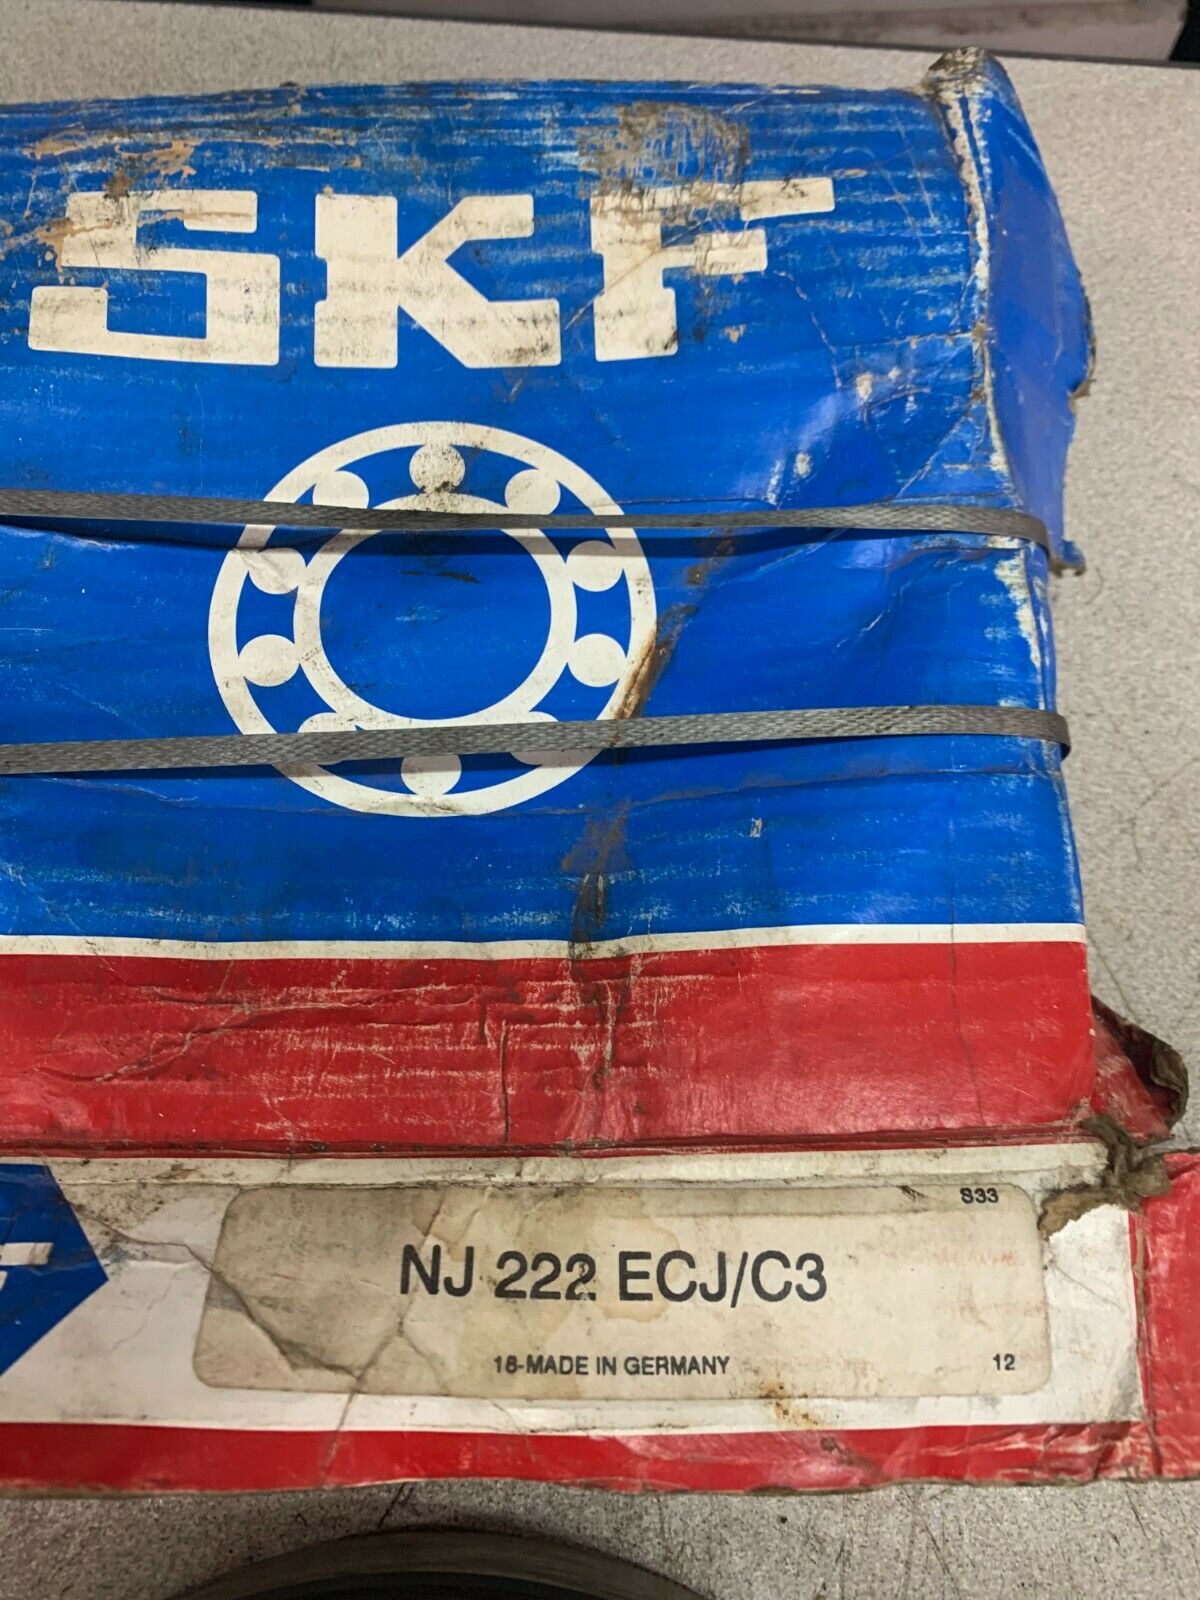 SKF
S33
NJ 222 ECJ/C3
18-MADE IN GERMANY 12